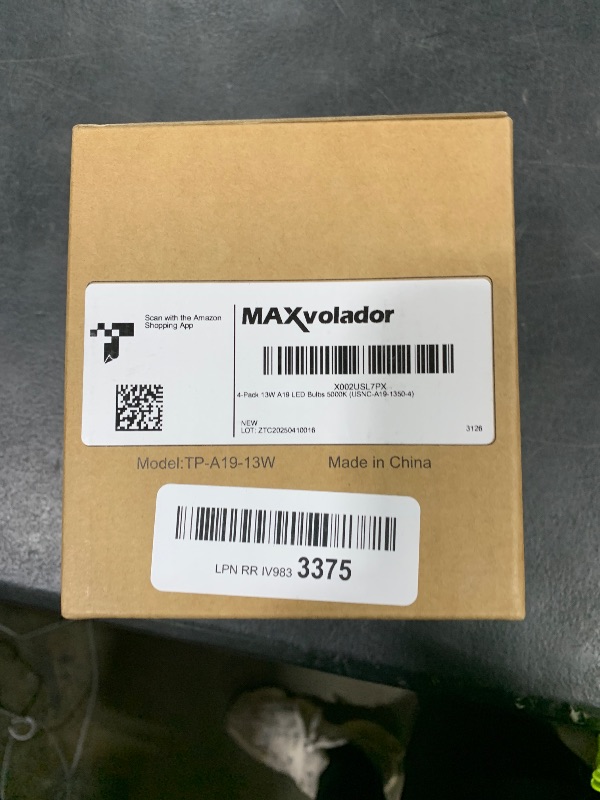 Scan with the Amazon
Shopping App
MAXvolador
X002USL7PX
4-Pack 13W A19 LED Bulbs 5000K (USNC-A19-1350-4)
NEW
LOT: ZTC20250410016
3126
Model:TP-A19-13W
Made in China
LPN RR IV983 3375